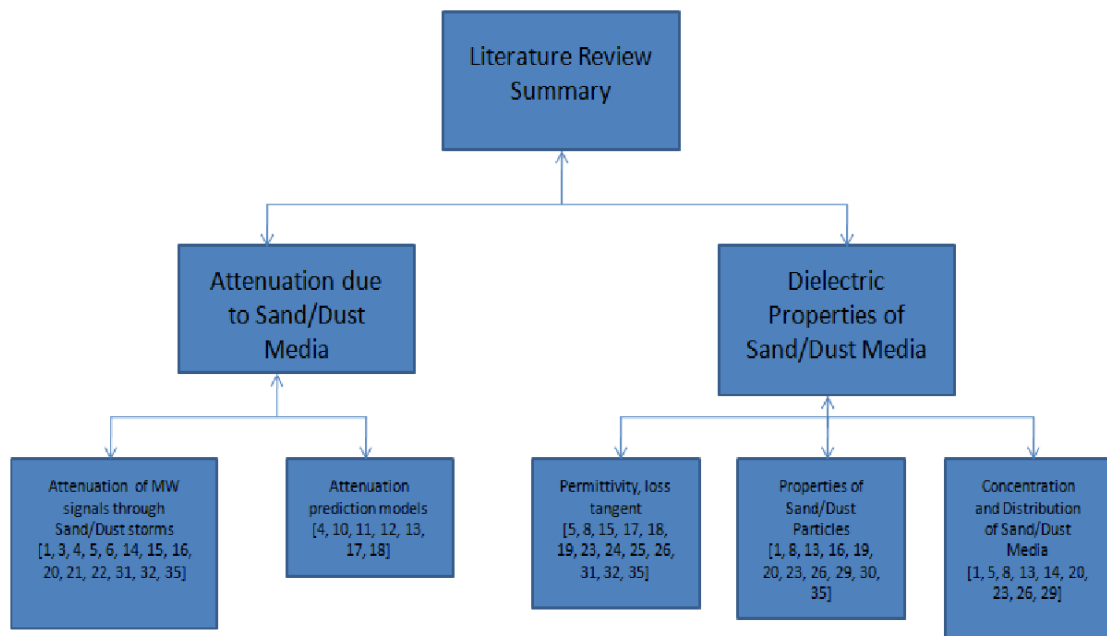 Literature Review
Summary
Attenuation due
to Sand/Dust
Media
Dielectric
Properties of
Sand/Dust Media
Attenuation of MW
signals through
Sand/Dust storms
[1, 3, 4, 5, 6, 14, 15, 16,
20, 21, 22, 31, 32, 35]
Attenuation
prediction models
[4, 10, 11, 12, 13,
17, 18]
Permittivity, loss
tangent
[5, 8, 15, 17, 18,
19, 23, 24, 25, 26,
31, 32, 35]
Properties of
Sand/Dust
Particles
[1, 8, 13, 16, 19,
20, 23, 26, 29, 30,
35]
Concentration
and Distribution
of Sand/Dust
Media
[1, 5, 8, 13, 14, 20,
23, 26, 29]